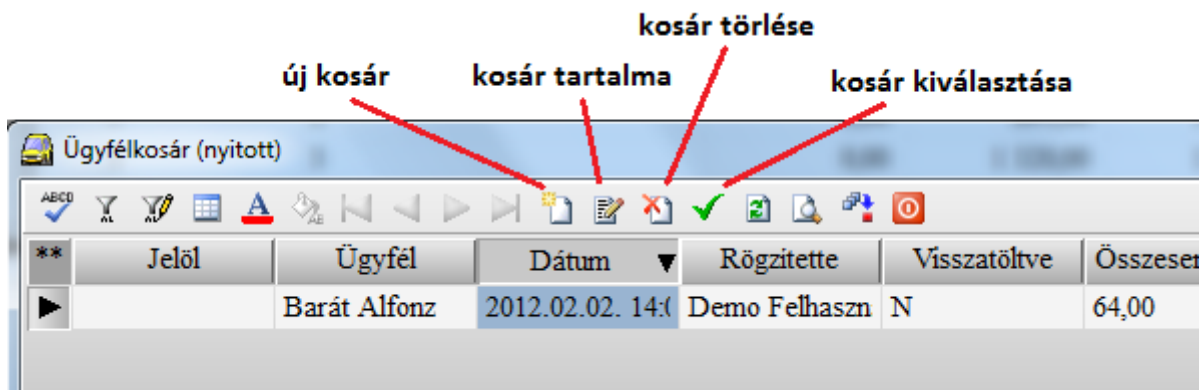 kosár törlése
új kosár kosár tartalma kosár kiválasztása
Ügyfélkosár (nyitott)
ABCD
** Jelöl Ügyfél Dátum Rögzítette Visszatöltve Összesen
Barát Alfonz 2012.02.02. 14:0 Demo Felhaszn N 64,00